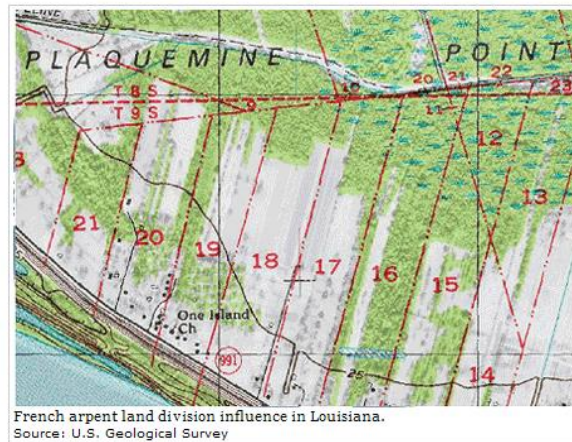 PLAQUEMINE POINT
20 21 22
23
T 8 S
T 9 S
11
12
13
21
20
19
18
17
16
15
14
One Island
Ch
991
25
French arpent land division influence in Louisiana.
Source: U.S. Geological Survey